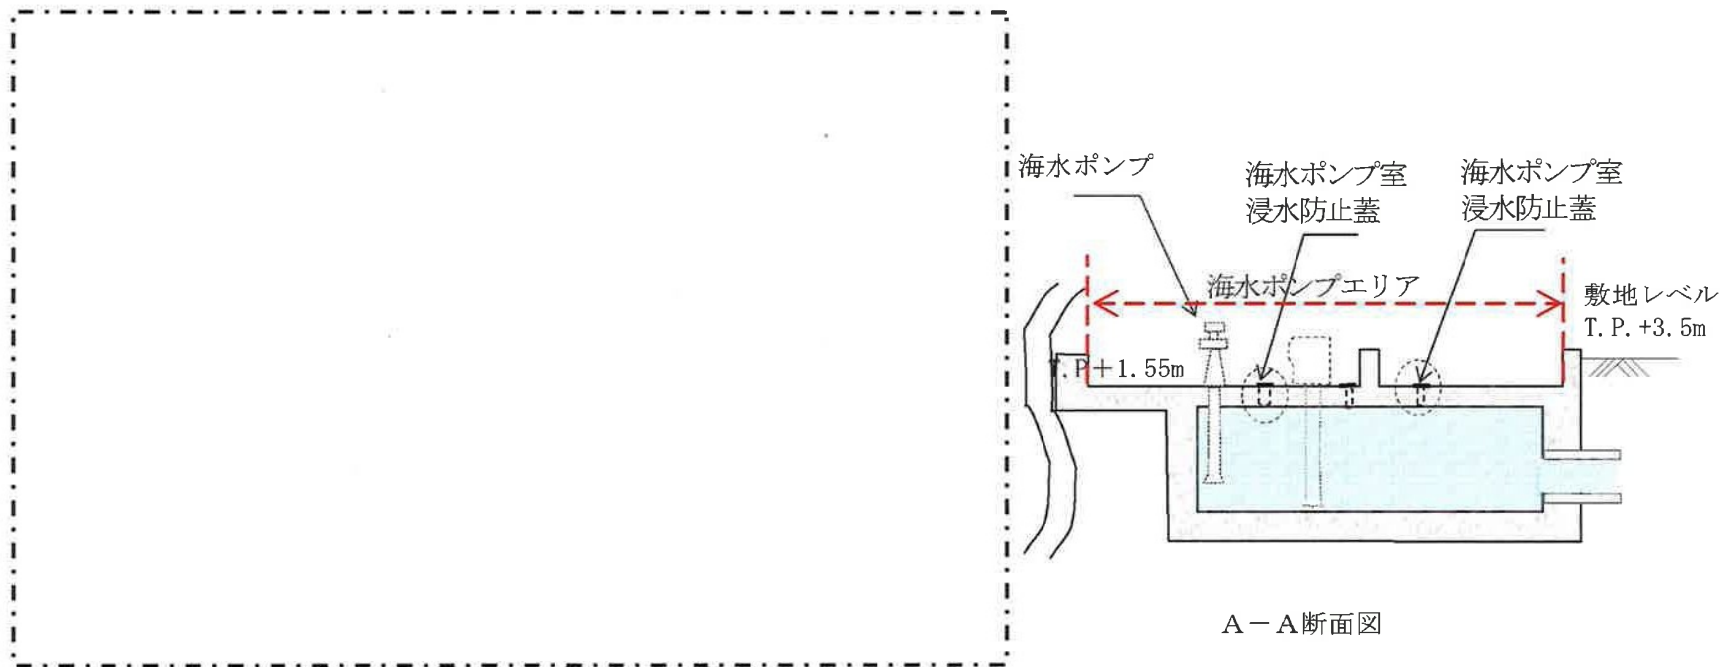 海水ポンプ
海水ポンプ室
浸水防止蓋
海水ポンプ室
浸水防止蓋
海水ポンプエリア
敷地レベル
T.P.+3.5m
T.P+1.55m
A-A断面図